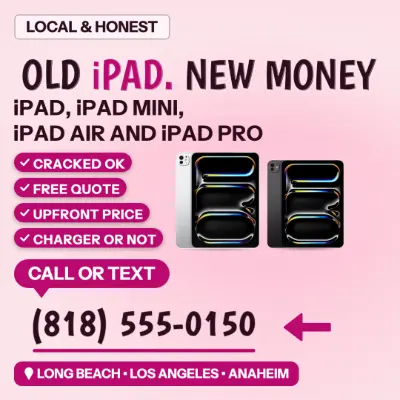 LOCAL & HONEST
OLD iPAD. NEW MONEY
iPAD, iPAD MINI,
iPAD AIR AND iPAD PRO
CRACKED OK
FREE QUOTE
UPFRONT PRICE
CHARGER OR NOT
CALL OR TEXT
(818) 555-0150
LONG BEACH • LOS ANGELES • ANAHEIM